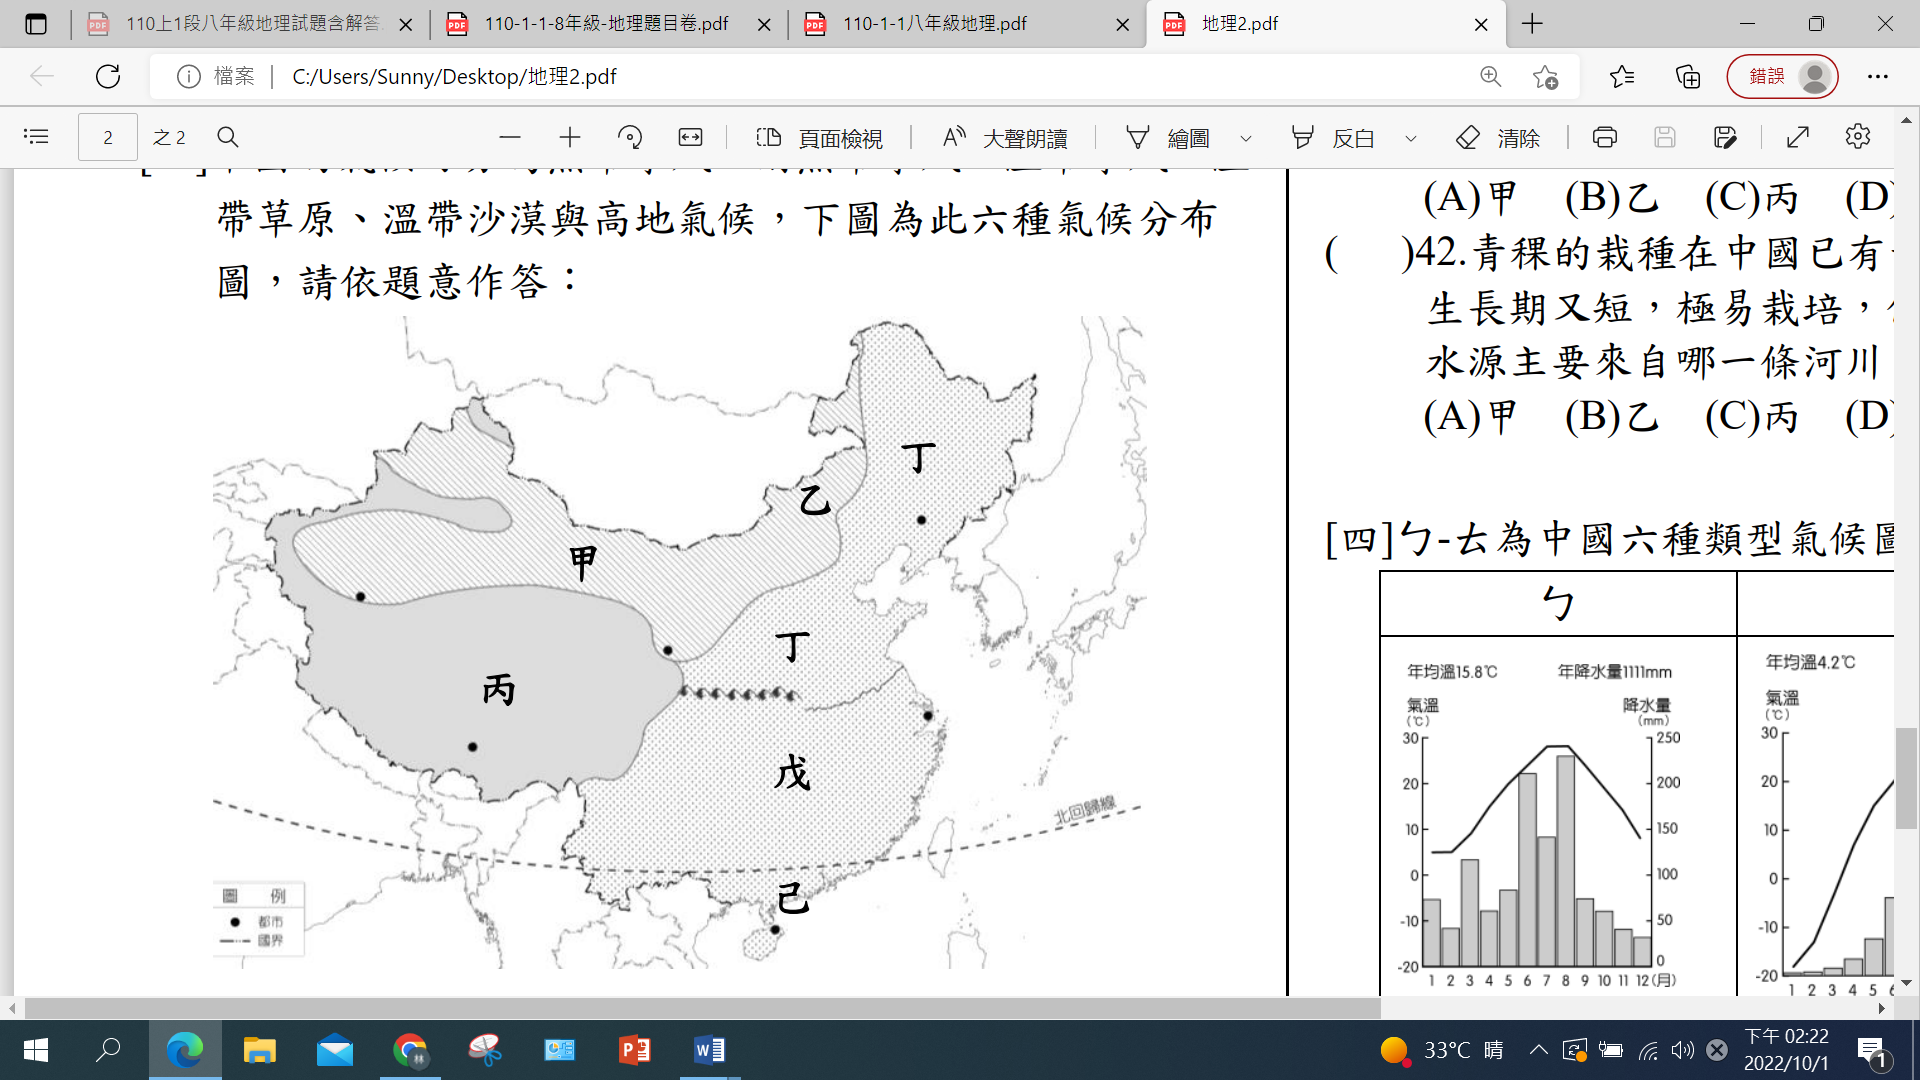 110上1段八年級地理試題含解答.
110-1-1-8年級-地理題目卷.pdf
110-1-1八年級地理.pdf
地理2.pdf
檔案
C:/Users/Sunny/Desktop/地理2.pdf
錯誤
2
之 2
頁面檢視
大聲朗讀
繪圖
反白
清除
帶草原、溫帶沙漠與高地氣候，下圖為此六種氣候分布
圖，請依題意作答：
丁
乙
甲
丁
丙
戊
北回歸線
己
圖 例
都市
國界
(A)甲 (B)乙 (C)丙 (D)
( )42.青稞的栽種在中國已有
生長期又短，極易栽培，
水源主要來自哪一條河川
(A)甲 (B)乙 (C)丙 (D)
[四]ㄅ-ㄊ為中國六種類型氣候圖
ㄅ
年均溫15.8℃ 年降水量1111mm
氣溫 降水量
(℃) (mm)
30 250
20 200
10 150
0 100
-10 50
-20 0
1 2 3 4 5 6 7 8 9 10 11 12(月)
年均溫4.2℃
氣溫
(℃)
30
20
10
0
-10
-20
1 2 3 4 5
33°C 晴
林
下午 02:22
2022/10/1
1